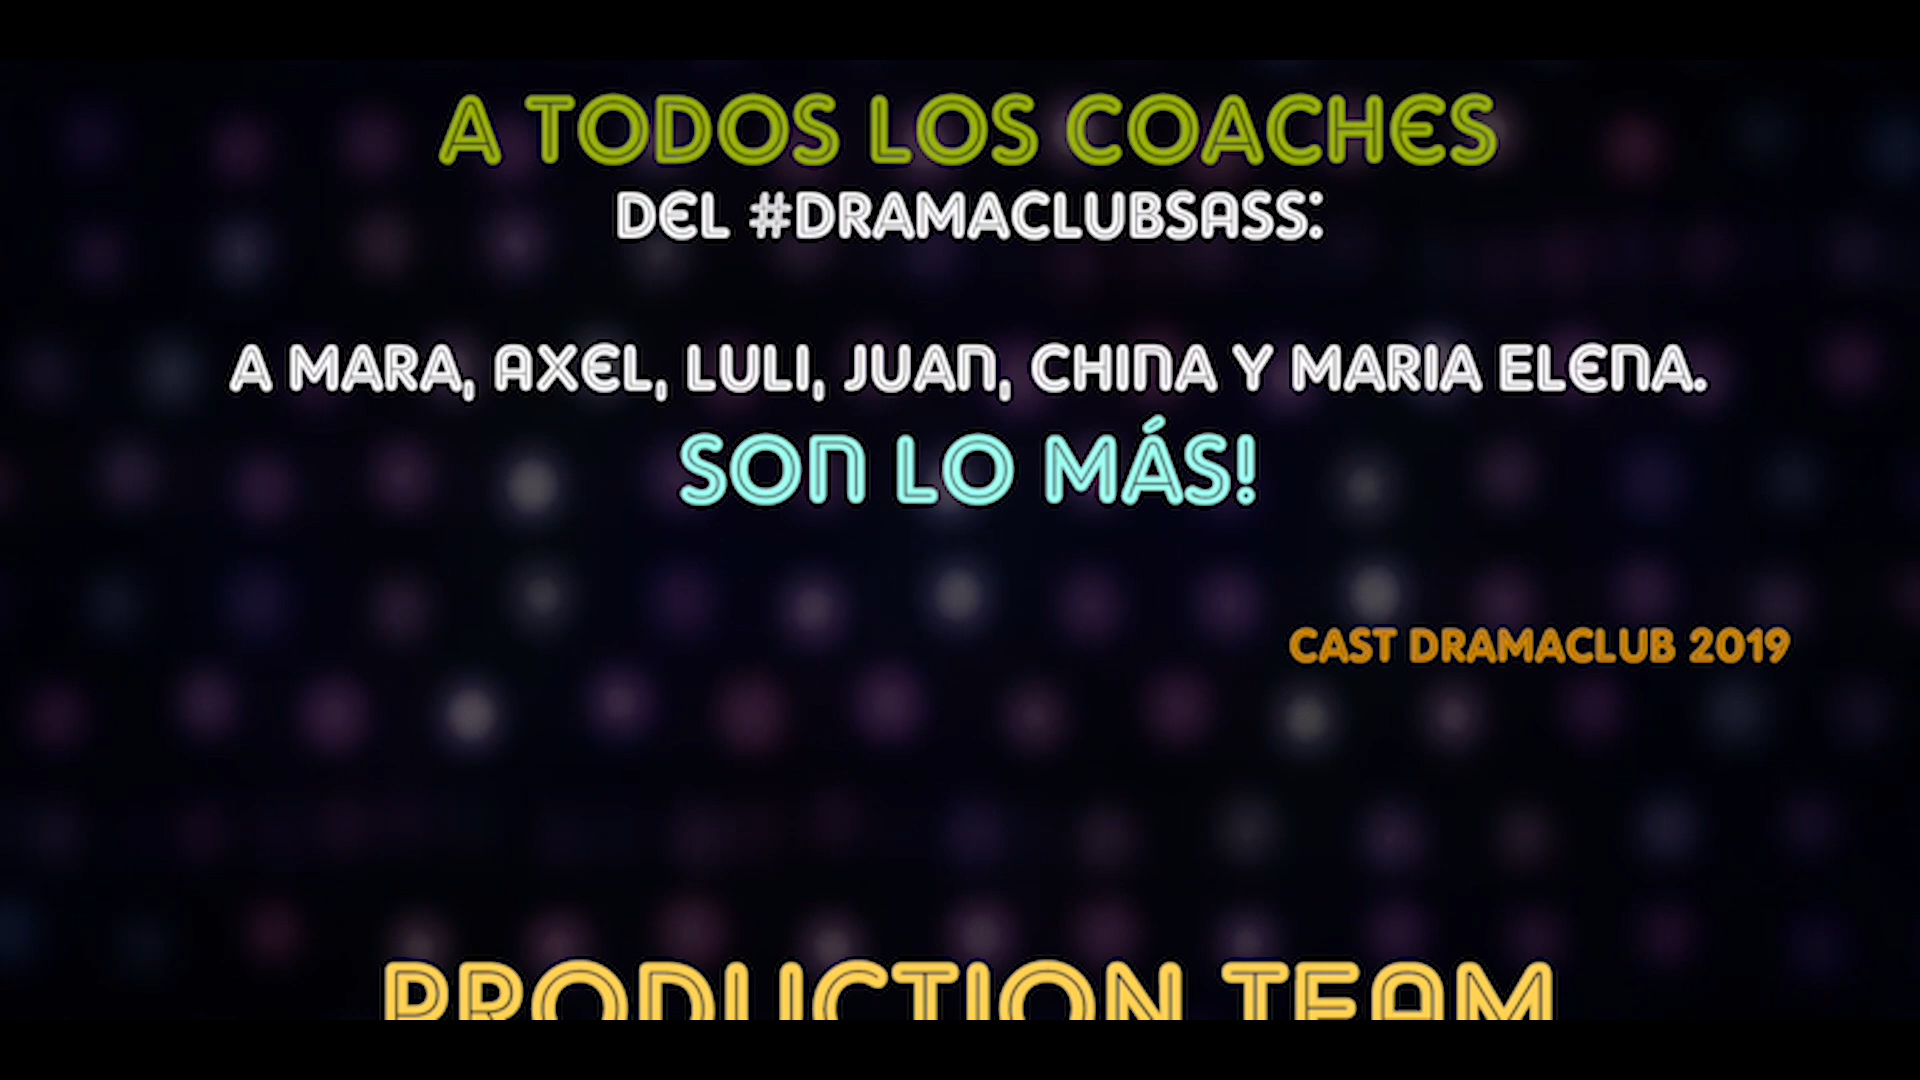 A TODOS LOS COACHES
DEL #DRAMACLUBSASS:
A MARA, AXEL, LULI, JUAN, CHINA Y MARIA ELENA.
SON LO MÁS!
CAST DRAMACLUB 2019
PRODUCTION TEAM